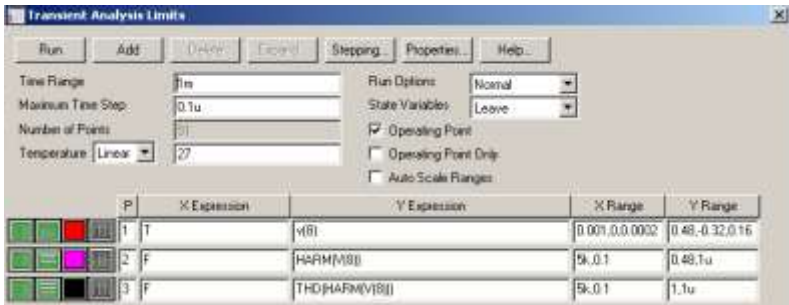 Transient Analysis Limits
Run Add Delete Expand Stepping... Properties... Help...
Time Range 1m Run Options Normal
Maximum Time Step 0.1u State Variables Leave
Number of Points 51 Operating Point
Temperature Linear 27 Operating Point Only
Auto Scale Ranges
P X Expression Y Expression X Range Y Range
1 T v(8) 0.001,0,0.0002 0.48,-0.32,0.16
2 F HARM(V(8)) 5k,0.1 0.48,1u
3 F THD(HARM(V(8))) 5k,0.1 1,1u